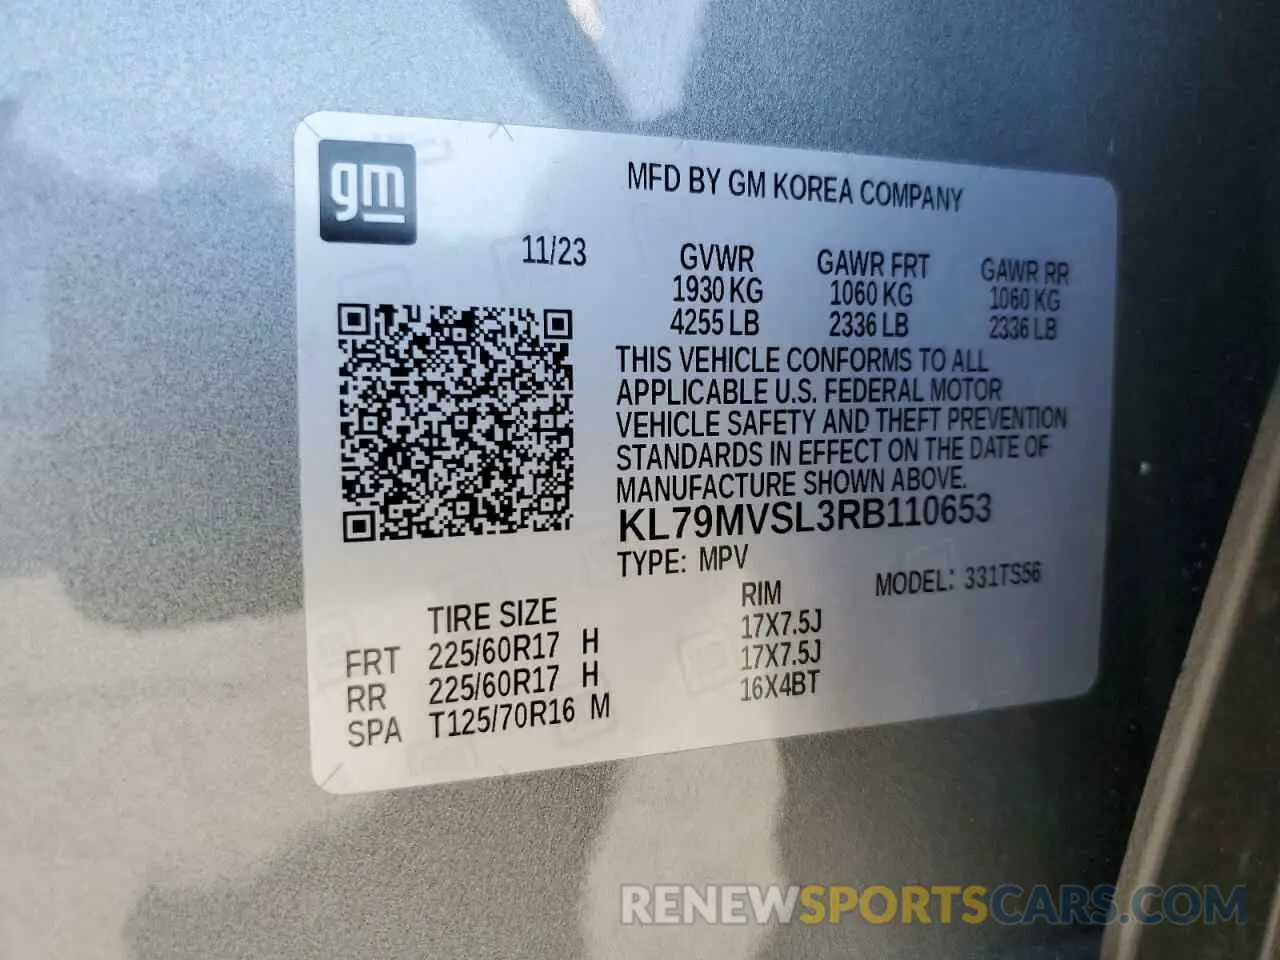 gm
MFD BY GM KOREA COMPANY
11/23
GVWR GAWR FRT GAWR RR
1930 KG 1060 KG 1060 KG
4255 LB 2336 LB 2336 LB
THIS VEHICLE CONFORMS TO ALL
APPLICABLE U.S. FEDERAL MOTOR
VEHICLE SAFETY AND THEFT PREVENTION
STANDARDS IN EFFECT ON THE DATE OF
MANUFACTURE SHOWN ABOVE.
KL79MVSL3RB110653
TYPE: MPV
MODEL: 331TS56
TIRE SIZE RIM
FRT 225/60R17 H 17X7.5J
RR 225/60R17 H 17X7.5J
SPA T125/70R16 M 16X4BT
RENEWSPORTSCARS.COM